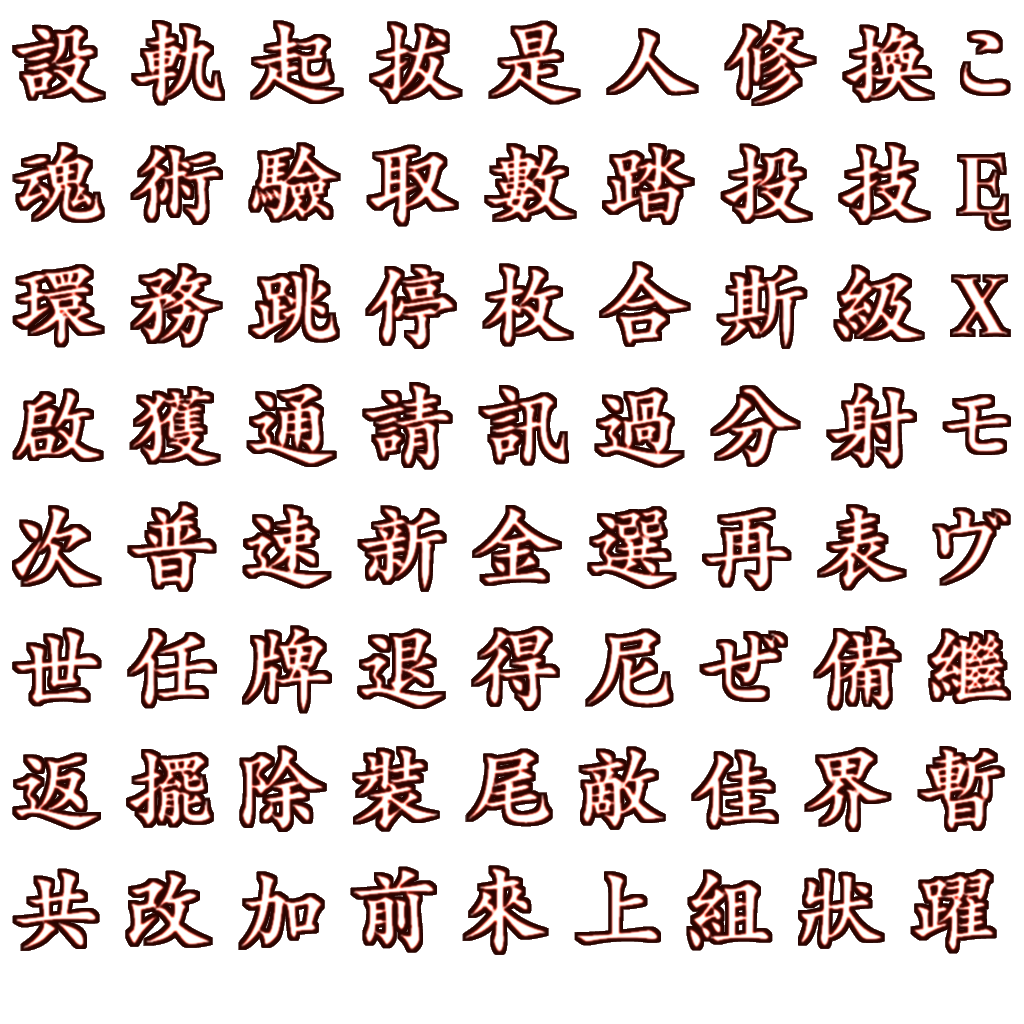 設軌起拔是人修換こ
魂術驗取數踏投技Ę
環務跳停枚合斯級X
啟獲通請訊過分射モ
次普速新金選再表ヴ
世任牌退得尼ぜ備繼
返擺除裝尾敵佳界暫
共改加前來上組狀躍